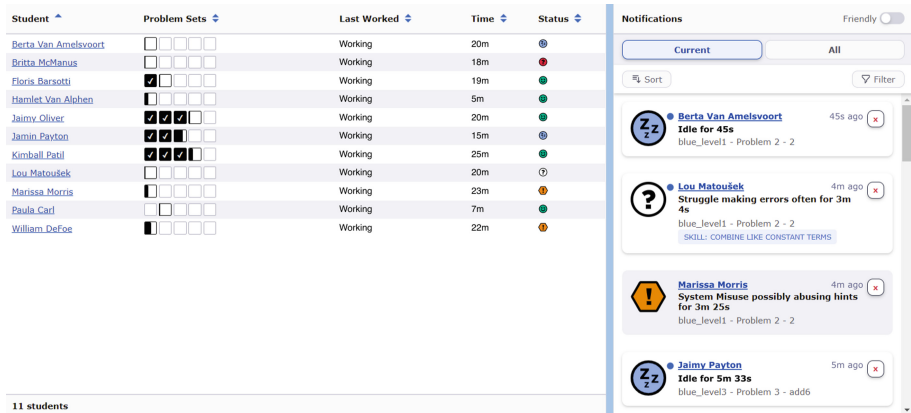 Student Problem Sets Last Worked Time Status
Berta Van Amelsvoort Working 20m
Britta McManus Working 18m ?
Floris Barsotti Working 19m
Hamlet Van Alphen Working 5m
Jaimy Oliver Working 20m
Jamin Payton Working 15m
Kimball Patil Working 25m
Lou Matoušek Working 20m ?
Marissa Morris Working 23m !
Paula Carl Working 7m
William DeFoe Working 22m !
11 students
Notifications Friendly
Current All
Sort Filter
Berta Van Amelsvoort 45s ago x
Zzz Idle for 45s
blue_level1 - Problem 2 - 2
Lou Matoušek 4m ago x
? Struggle making errors often for 3m
4s
blue_level1 - Problem 2 - 2
SKILL: COMBINE LIKE CONSTANT TERMS
Marissa Morris 4m ago x
! System Misuse possibly abusing hints
for 3m 25s
blue_level1 - Problem 2 - 2
Jaimy Payton 5m ago x
Zzz Idle for 5m 33s
blue_level3 - Problem 3 - add6